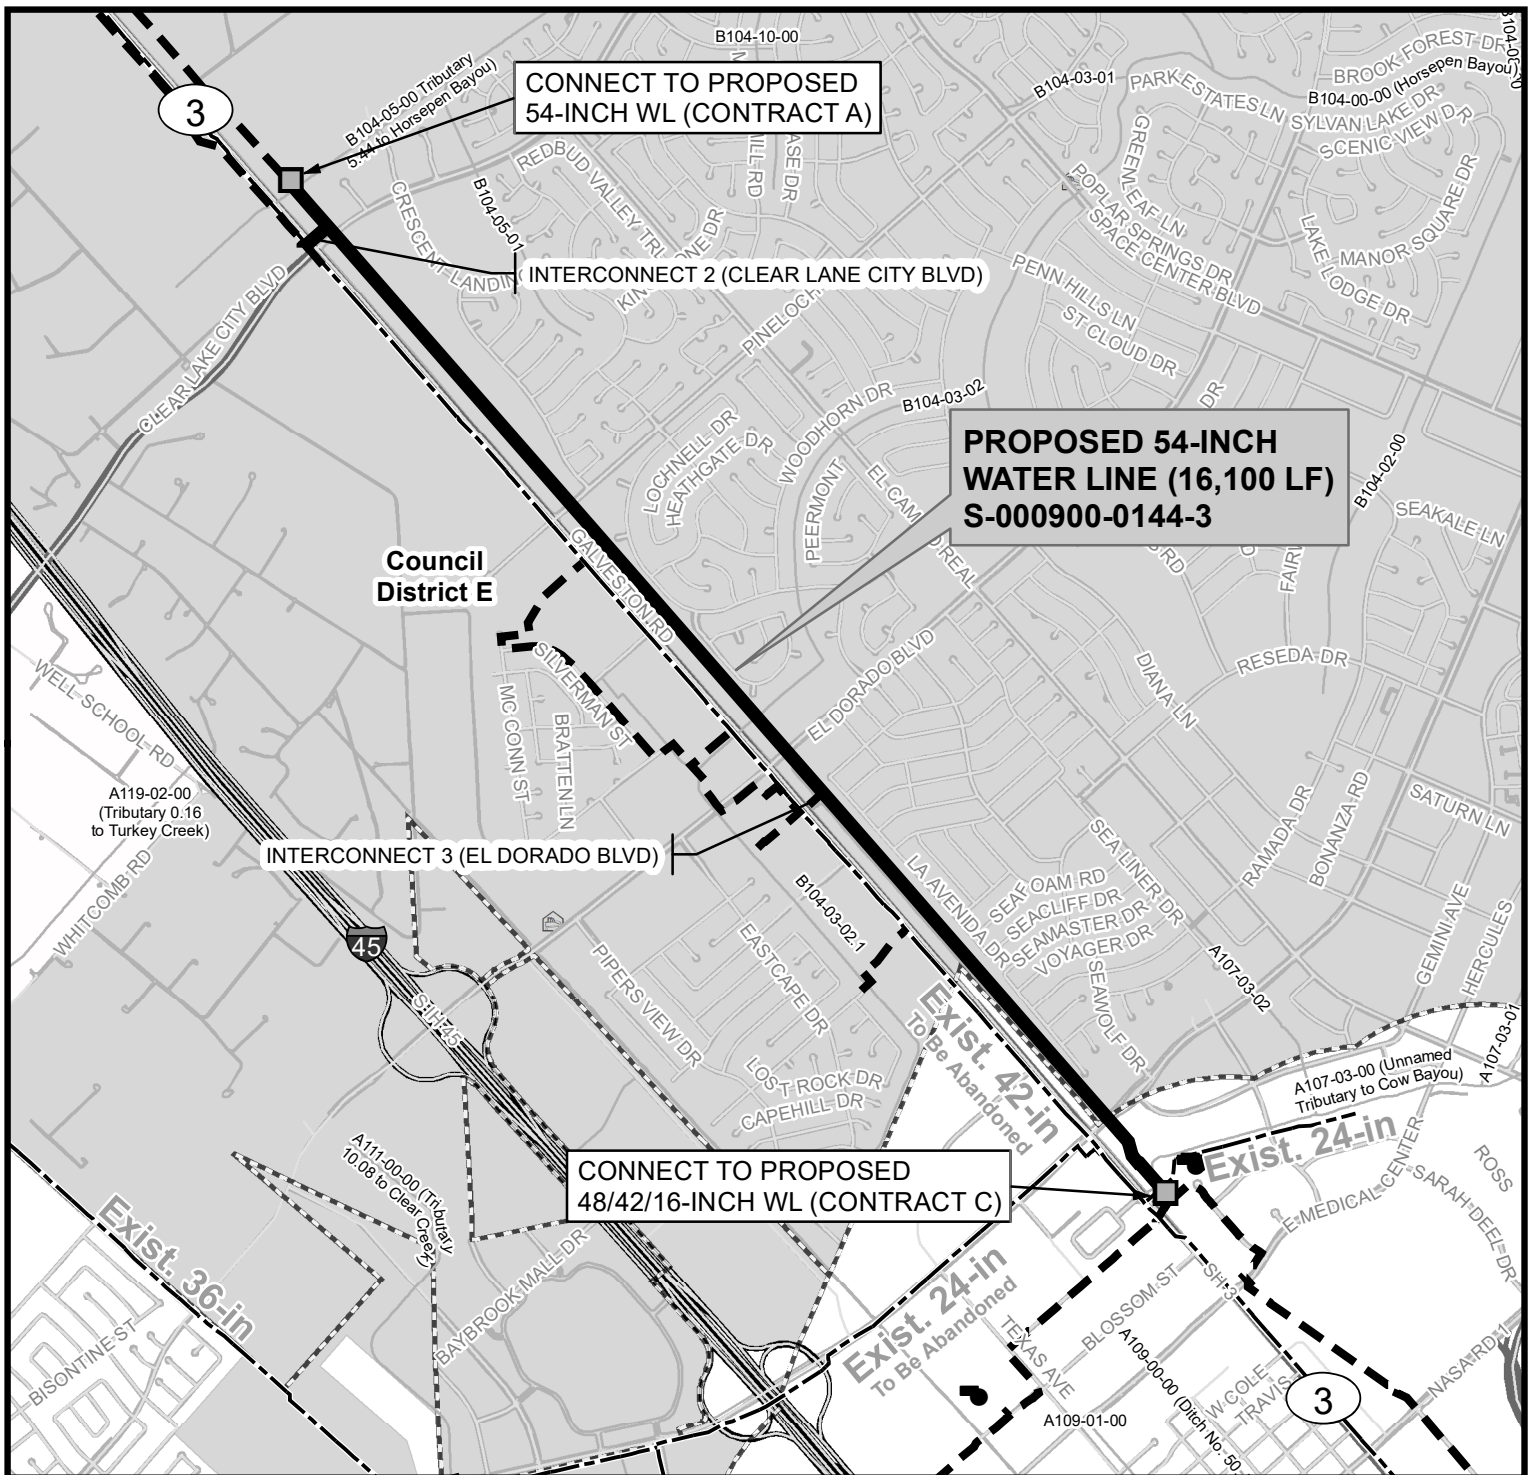 B104-10-00
BROOK FOREST DR
B104-05-00 Tributary
5.44 to Horsepen Bayou)
CONNECT TO PROPOSED
54-INCH WL (CONTRACT A)
B104-03-01
PARK ESTATES LN
B104-00-00 (Horsepen Bayou)
SYLVAN LAKE DR
SCENIC VIEW DR
3
REDBUD VALLEY TRL
GREENLEAF LN
POPLAR SPRINGS DR
SPACE CENTER BLVD
LAKE LODGE DR
MANOR SQUARE DR
CRESCENT LANDIN
B104-05-01
INTERCONNECT 2 (CLEAR LANE CITY BLVD)
PENN HILLS LN
ST CLOUD DR
CLEAR LAKE CITY BLVD
PINELOCH
WOODHORN DR
B104-03-02
LOCHNELL DR
HEATHGATE DR
PEERMONT
EL CAM
O REAL
PROPOSED 54-INCH
WATER LINE (16,100 LF)
S-000900-0144-3
DR
B104-02-00
SEAKALE LN
RD
FAIR
Council
District E
GALVESTON RD
SILVERMAN ST
MC CONN ST
BRATTEN LN
EL DORADO BLVD
DIANA LN
RESEDA DR
WELL SCHOOL RD
A119-02-00
(Tributary 0.16
to Turkey Creek)
WHITCOMB RD
INTERCONNECT 3 (EL DORADO BLVD)
B104-03-02.1
LA AVENIDA DR
SEAFOAM RD
SEACLIFF DR
SEAMASTER DR
VOYAGER DR
SEA LINER DR
SEAWOLF DR
RAMADA DR
BONANZA RD
SATURN LN
GEMINI AVE
HERCULES
A107-03-02
A107-03-01
45
S IH 45
PIPERS VIEW DR
EASTCAPE DR
LOST ROCK DR
CAPEHILL DR
Exist. 42-in
To Be Abandoned
A107-03-00 (Unnamed
Tributary to Cow Bayou)
Exist. 24-in
A111-00-00 (Tributary
10.08 to Clear Creek)
CONNECT TO PROPOSED
48/42/16-INCH WL (CONTRACT C)
E MEDICAL CENTER
SARAH DEEL DR
ROSS
Exist. 36-in
BAYBROOK MALL DR
Exist. 24-in
To Be Abandoned
SH 3
BLOSSOM ST
TEXAS AVE
BISONTINE ST
A109-00-00 (Ditch No. 50
A109-01-00
W COLE
TRAVIS
3
NASA RD 1